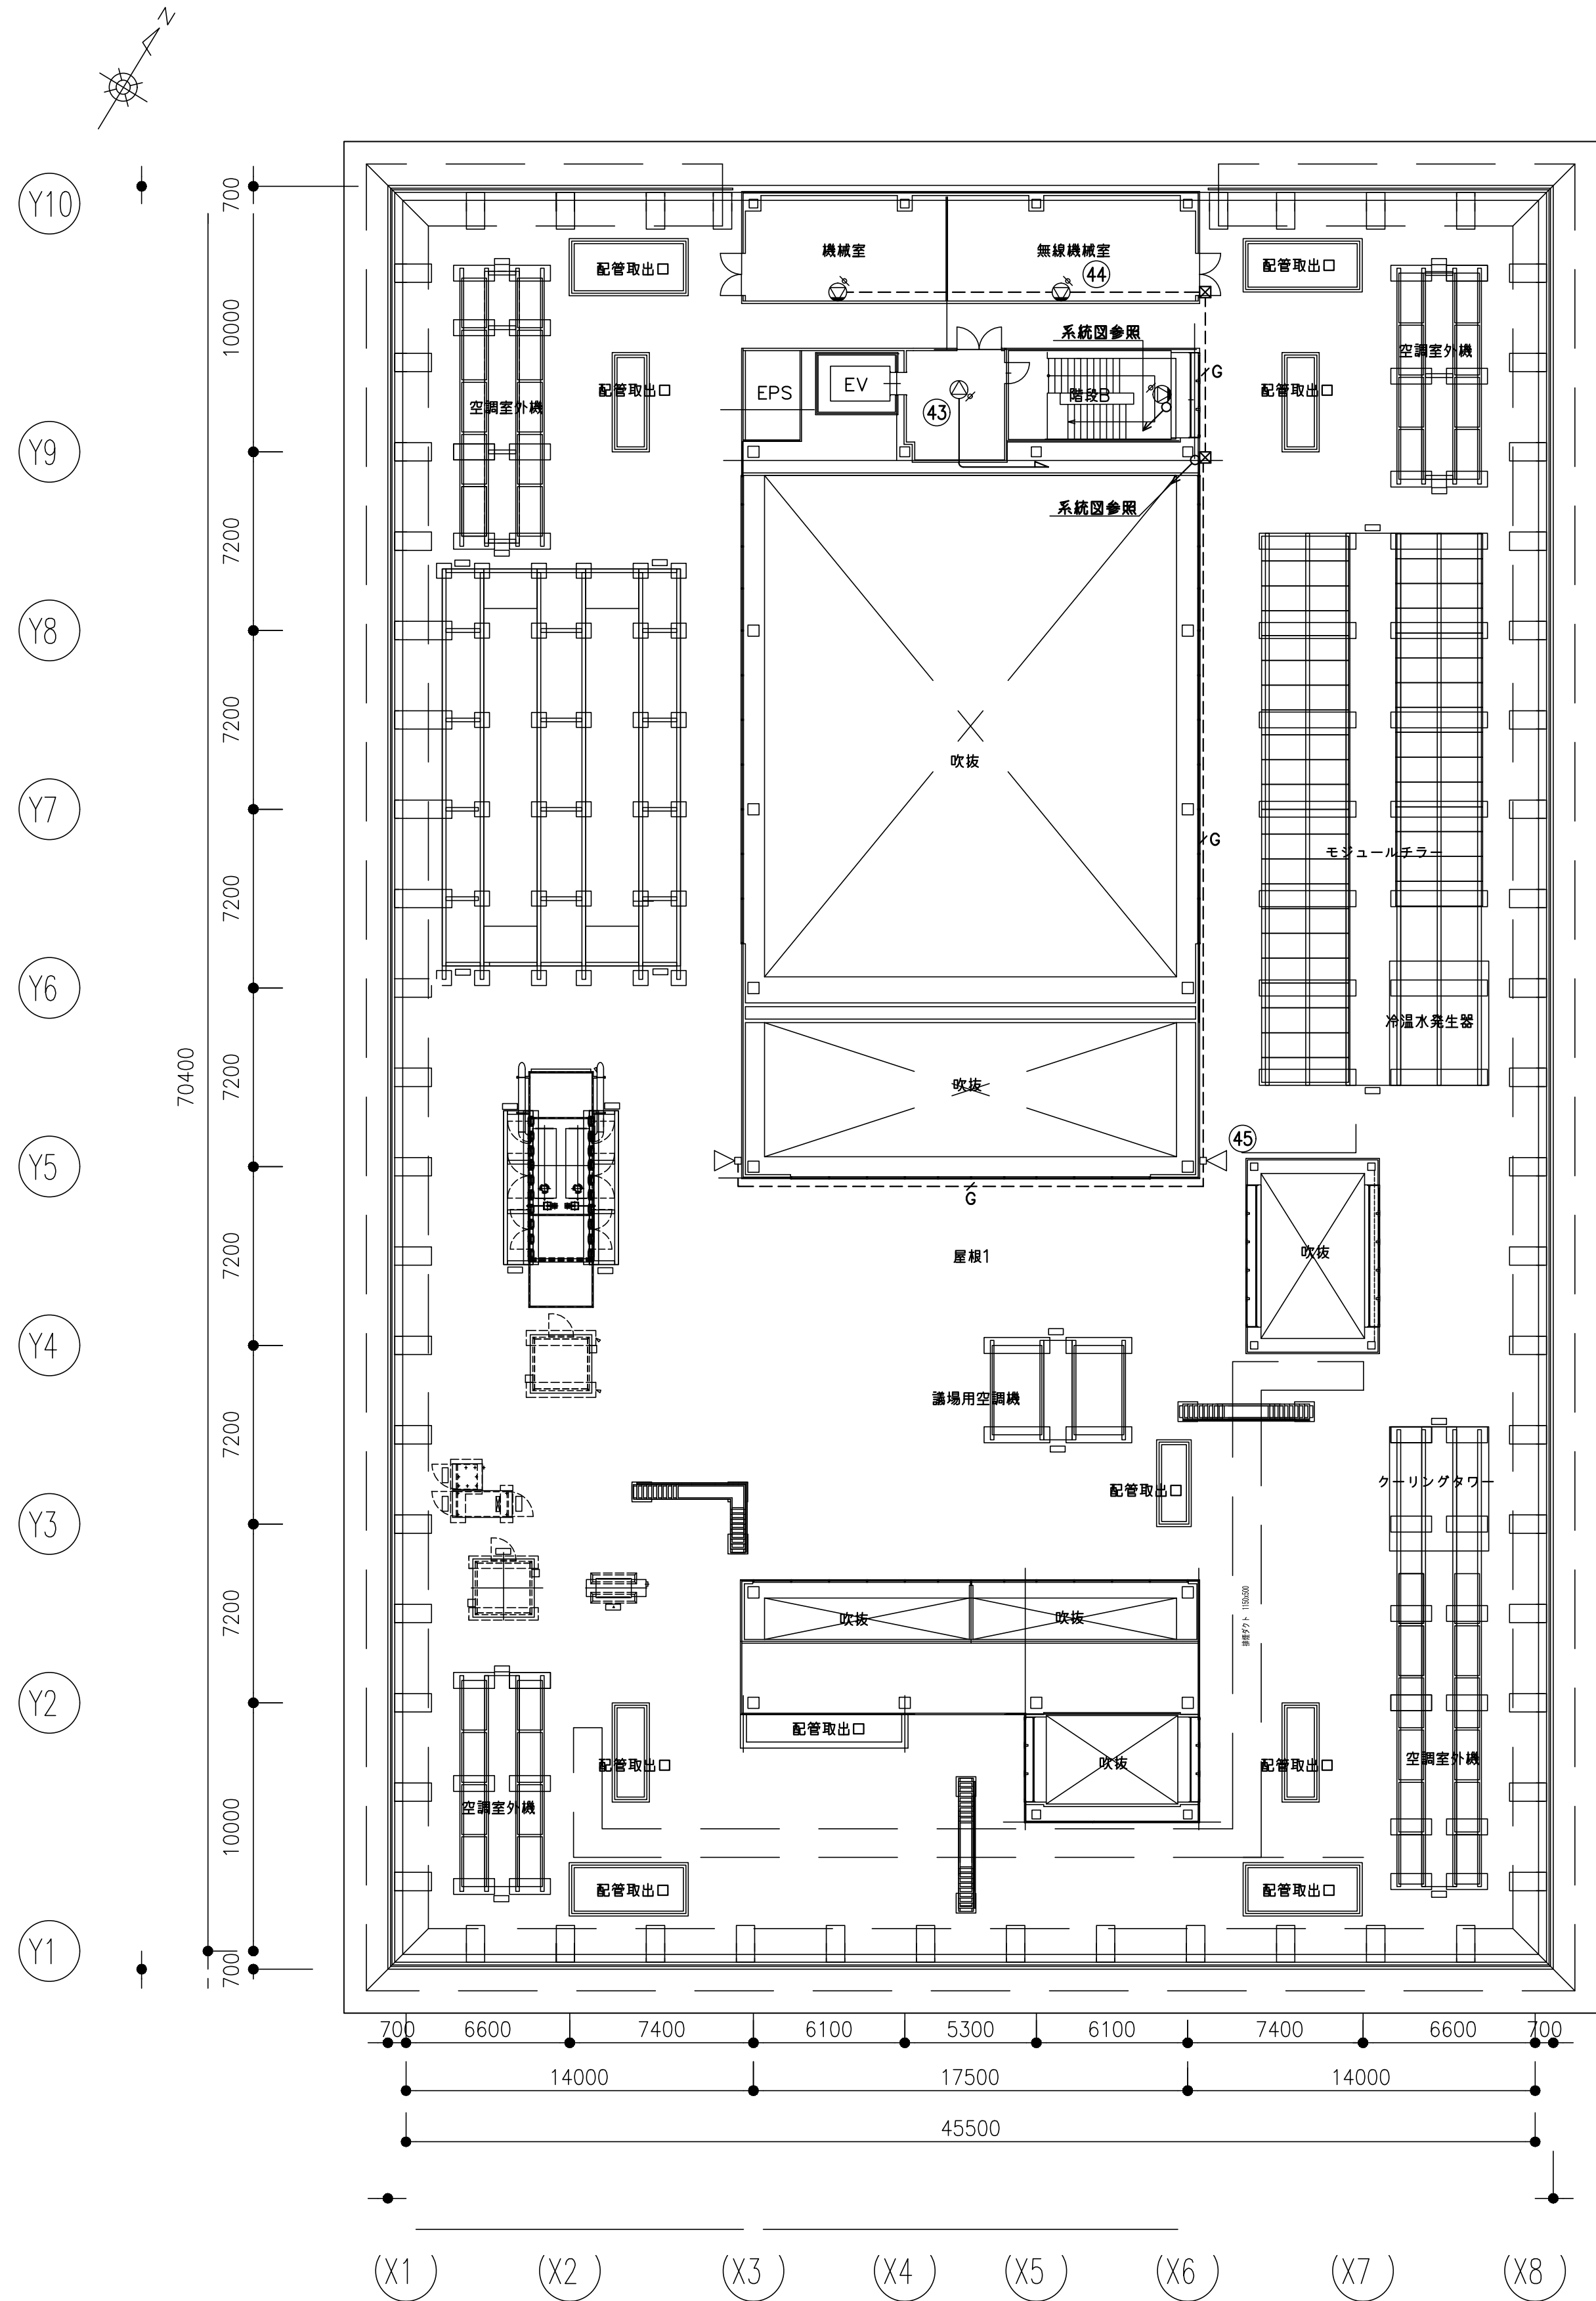 N
Y10
700
機械室
無線機械室
44
配管取出口
配管取出口
10000
系統図参照
空調室外機
EPS
EV
43
階段B
G
配管取出口
配管取出口
空調室外機
Y9
7200
系統図参照
Y8
7200
吹抜
Y7
G
モジュールチラー
7200
Y6
冷温水発生器
70400
7200
吹抜
45
Y5
G
7200
屋根1
吹抜
Y4
議場用空調機
7200
クーリングタワー
配管取出口
Y3
7200
吹抜
吹抜
排煙ダクト 1150x500
Y2
配管取出口
配管取出口
吹抜
配管取出口
空調室外機
空調室外機
10000
配管取出口
配管取出口
Y1
700
700
6600
7400
6100
5300
6100
7400
6600
700
14000
17500
14000
45500
X1
X2
X3
X4
X5
X6
X7
X8